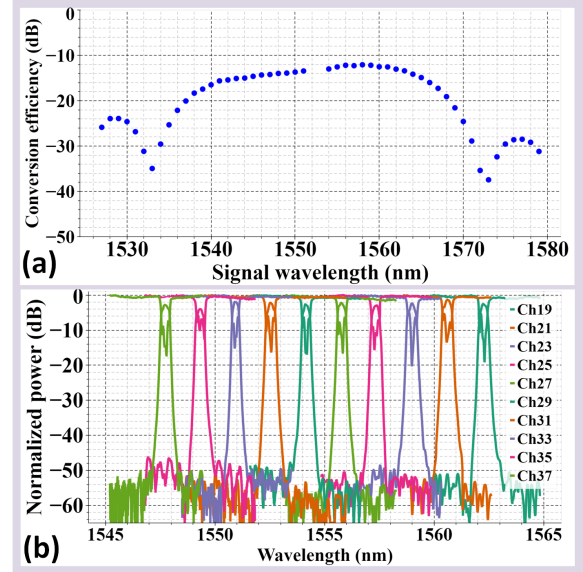 0
−10
−20
−30
−40
−50
Conversion efficiency (dB)
1530 1540 1550 1560 1570 1580
Signal wavelength (nm)
(a)
0
−10
−20
−30
−40
−50
−60
Normalized power (dB)
Ch19
Ch21
Ch23
Ch25
Ch27
Ch29
Ch31
Ch33
Ch35
Ch37
1545 1550 1555 1560 1565
Wavelength (nm)
(b)